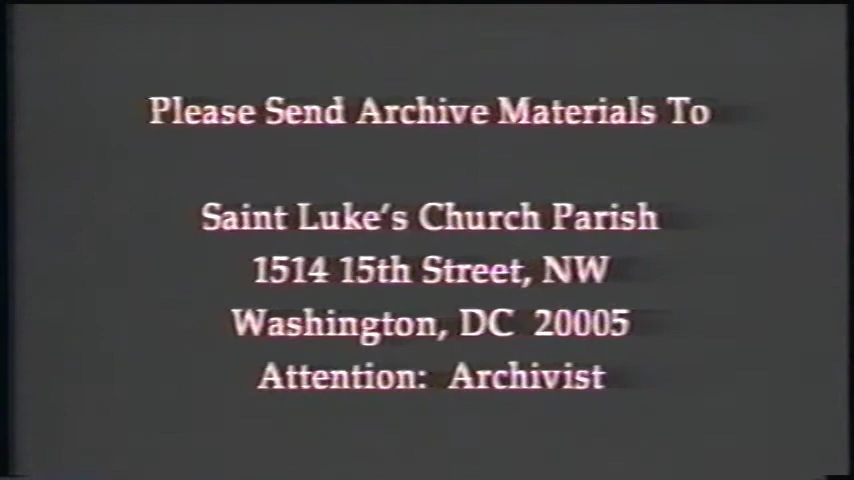 Please Send Archive Materials To
Saint Luke's Church Parish
1514 15th Street, NW
Washington, DC  20005
Attention:  Archivist